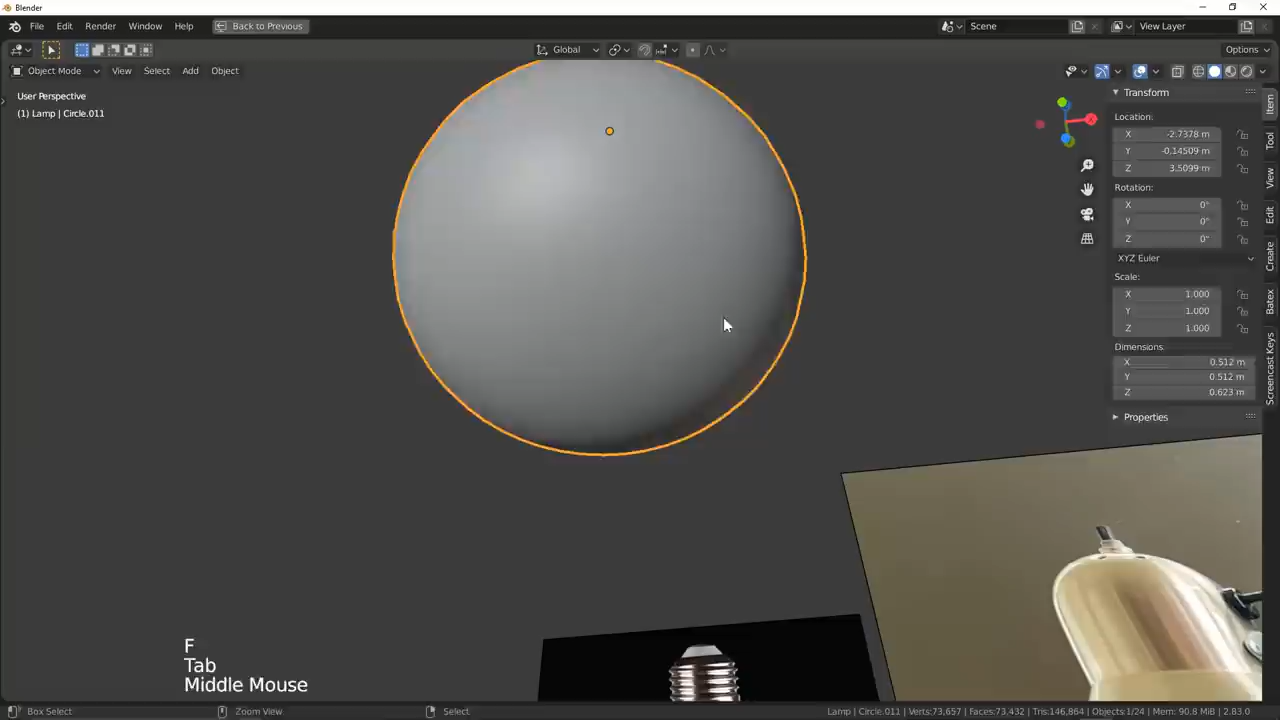 Blender
File Edit Render Window Help Back to Previous Scene View Layer
Global Options
Object Mode View Select Add Object
User Perspective
(1) Lamp | Circle.011
Transform
Location:
X -2.7378 m
Y -0.14509 m
Z 3.5099 m
Rotation:
X 0°
Y 0°
Z 0°
XYZ Euler
Scale:
X 1.000
Y 1.000
Z 1.000
Dimensions:
X 0.512 m
Y 0.512 m
Z 0.623 m
Properties
Item
Tool
View
Edit
Create
Batex
Screencast Keys
X
F
Tab
Middle Mouse
Box Select Zoom View Select Lamp | Circle.011 | Verts:73,657 | Faces:73,432 | Tris:146,864 | Objects:1/24 | Mem: 90.8 MiB | 2.83.0